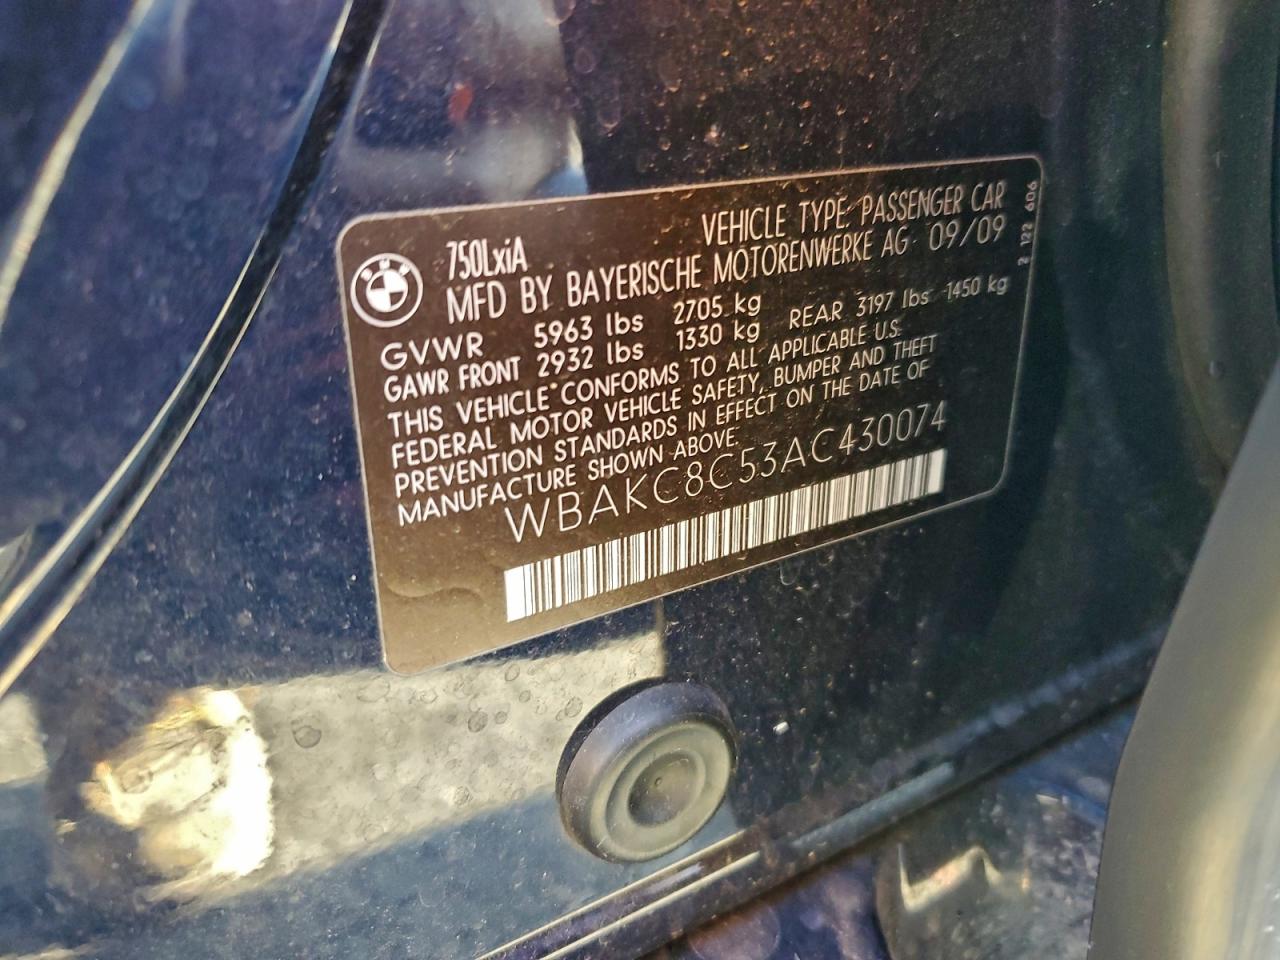 BMW
750LxiA
VEHICLE TYPE: PASSENGER CAR
MFD BY BAYERISCHE MOTORENWERKE AG 09/09
GVWR 5963 lbs 2705 kg
GAWR FRONT 2932 lbs 1330 kg REAR 3197 lbs 1450 kg
THIS VEHICLE CONFORMS TO ALL APPLICABLE U.S.
FEDERAL MOTOR VEHICLE SAFETY, BUMPER AND THEFT
PREVENTION STANDARDS IN EFFECT ON THE DATE OF
MANUFACTURE SHOWN ABOVE.
WBAKC8C53AC430074
2 122 606